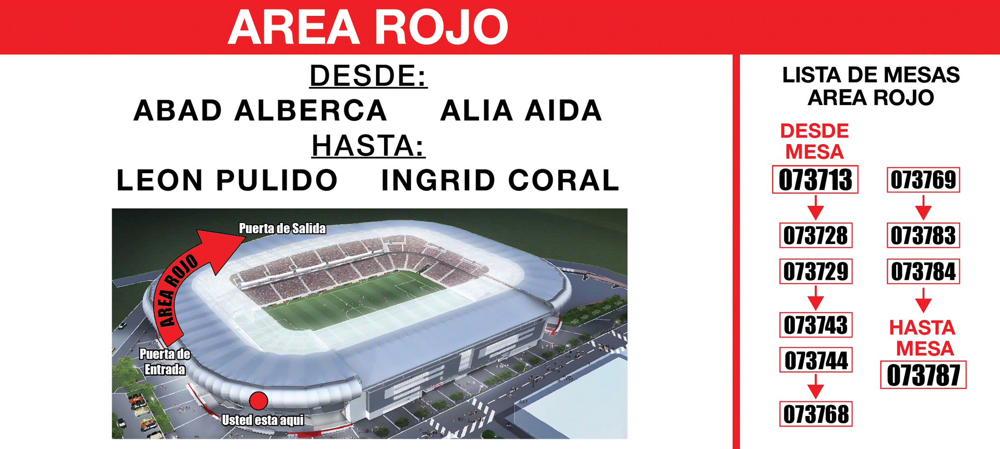 AREA ROJO
DESDE:
ABAD ALBERCA ALIA AIDA
HASTA:
LEON PULIDO INGRID CORAL
Puerta de Salida
AREA ROJO
Puerta de
Entrada
Usted esta aqui
LISTA DE MESAS
AREA ROJO
DESDE
MESA
073713
073728
073729
073743
073744
073768
073769
073783
073784
HASTA
MESA
073787